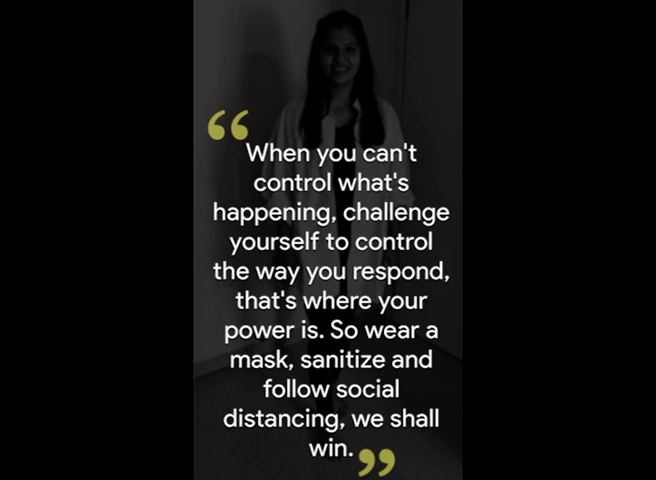 “
When you can't
control what's
happening, challenge
yourself to control
the way you respond,
that's where your
power is. So wear a
mask, sanitize and
follow social
distancing, we shall
win.”